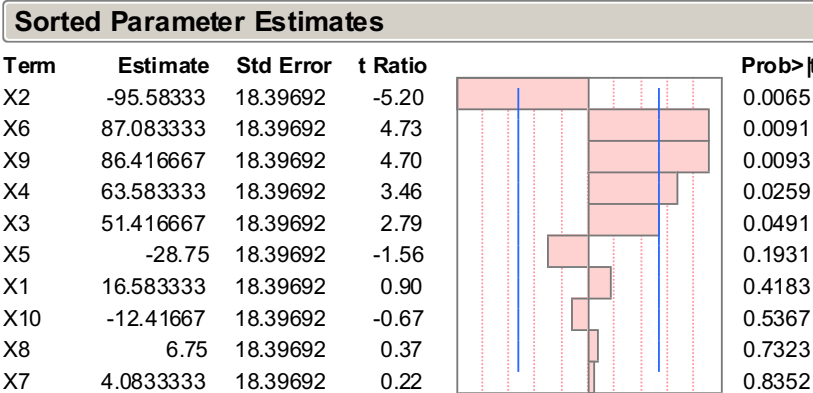 Sorted Parameter Estimates
Term Estimate Std Error t Ratio Prob>|t
X2 -95.58333 18.39692 -5.20 0.0065
X6 87.083333 18.39692 4.73 0.0091
X9 86.416667 18.39692 4.70 0.0093
X4 63.583333 18.39692 3.46 0.0259
X3 51.416667 18.39692 2.79 0.0491
X5 -28.75 18.39692 -1.56 0.1931
X1 16.583333 18.39692 0.90 0.4183
X10 -12.41667 18.39692 -0.67 0.5367
X8 6.75 18.39692 0.37 0.7323
X7 4.0833333 18.39692 0.22 0.8352